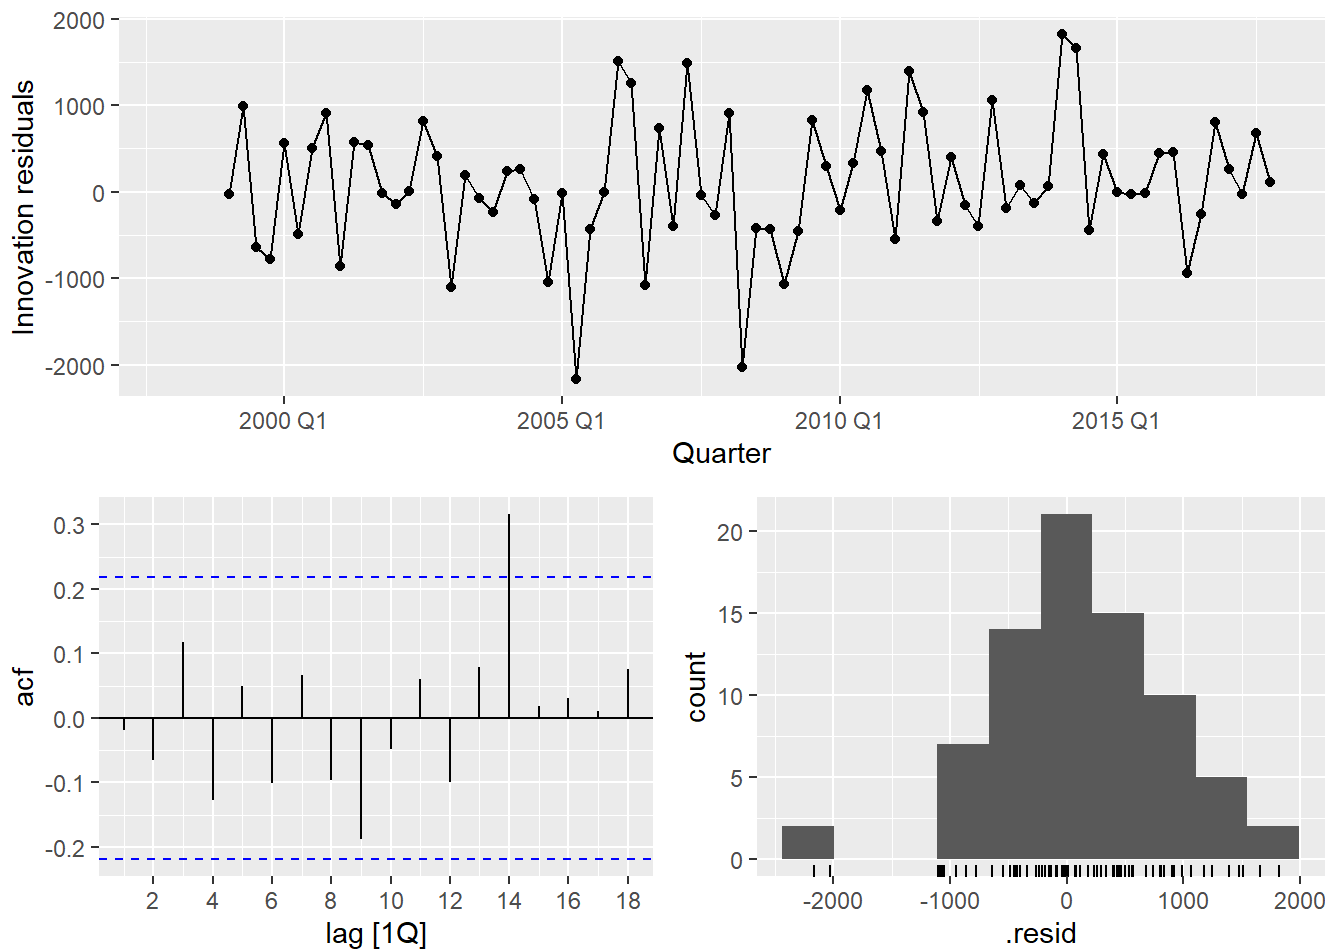 Innovation residuals
2000
1000
0
-1000
-2000
2000 Q1 2005 Q1 2010 Q1 2015 Q1
Quarter
acf
0.3
0.2
0.1
0.0
-0.1
-0.2
2 4 6 8 10 12 14 16 18
lag [1Q]
count
20
15
10
5
0
-2000 -1000 0 1000 2000
.resid